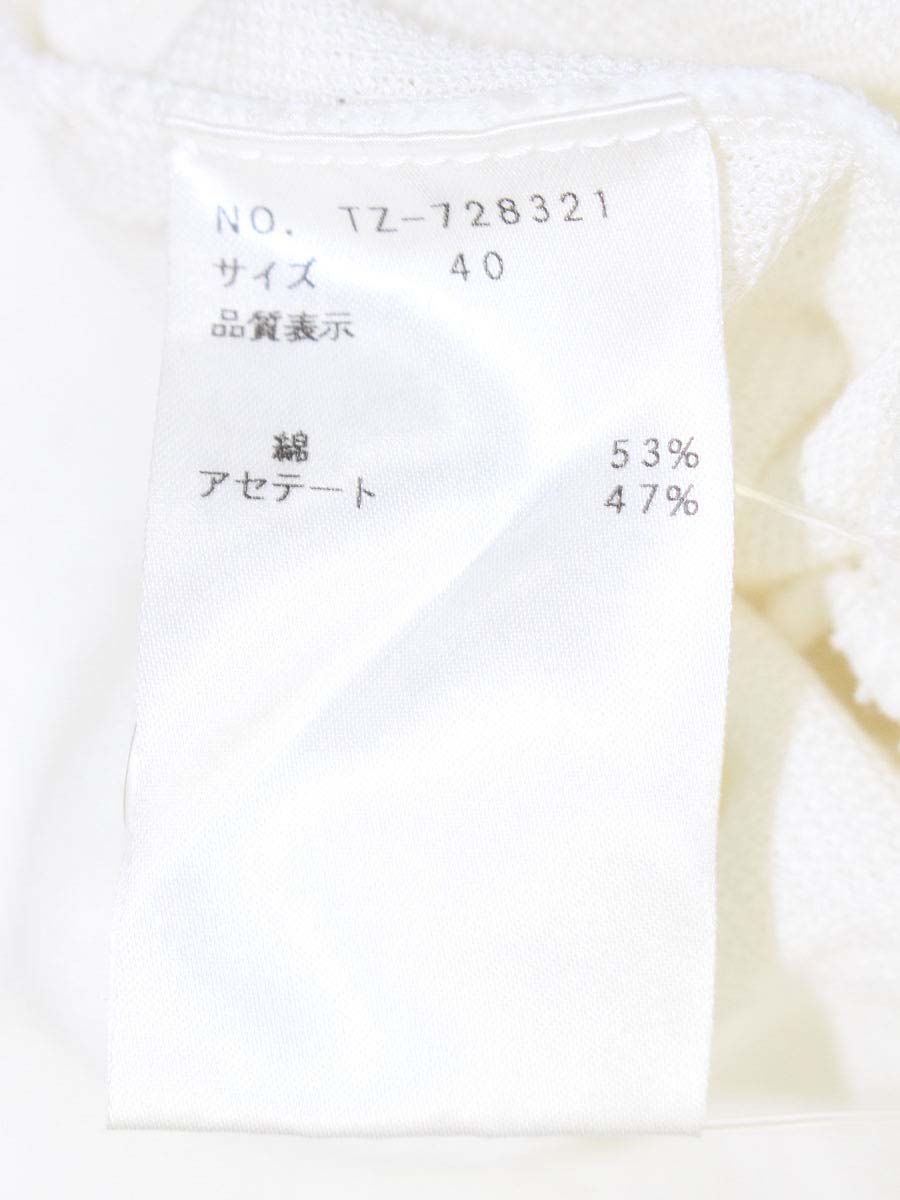 NO. TZ-728321
サイズ 40
品質表示
綿 53%
アセテート 47%